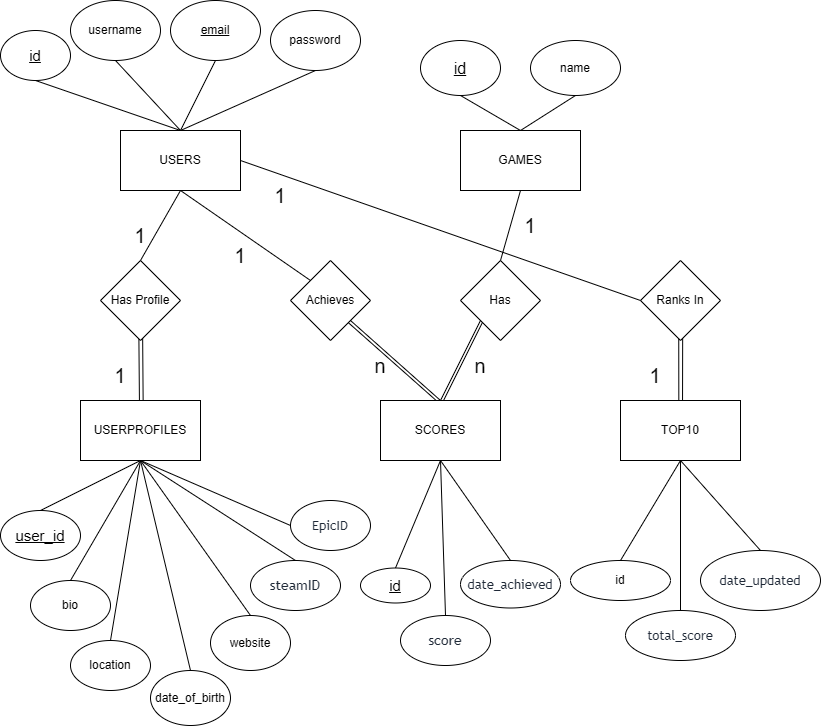 id
username
email
password
id
name
USERS
GAMES
1
1
1
1
Has Profile
Achieves
Has
Ranks In
1
n
n
1
USERPROFILES
SCORES
TOP10
user_id
bio
location
date_of_birth
website
steamID
EpicID
id
score
date_achieved
id
total_score
date_updated